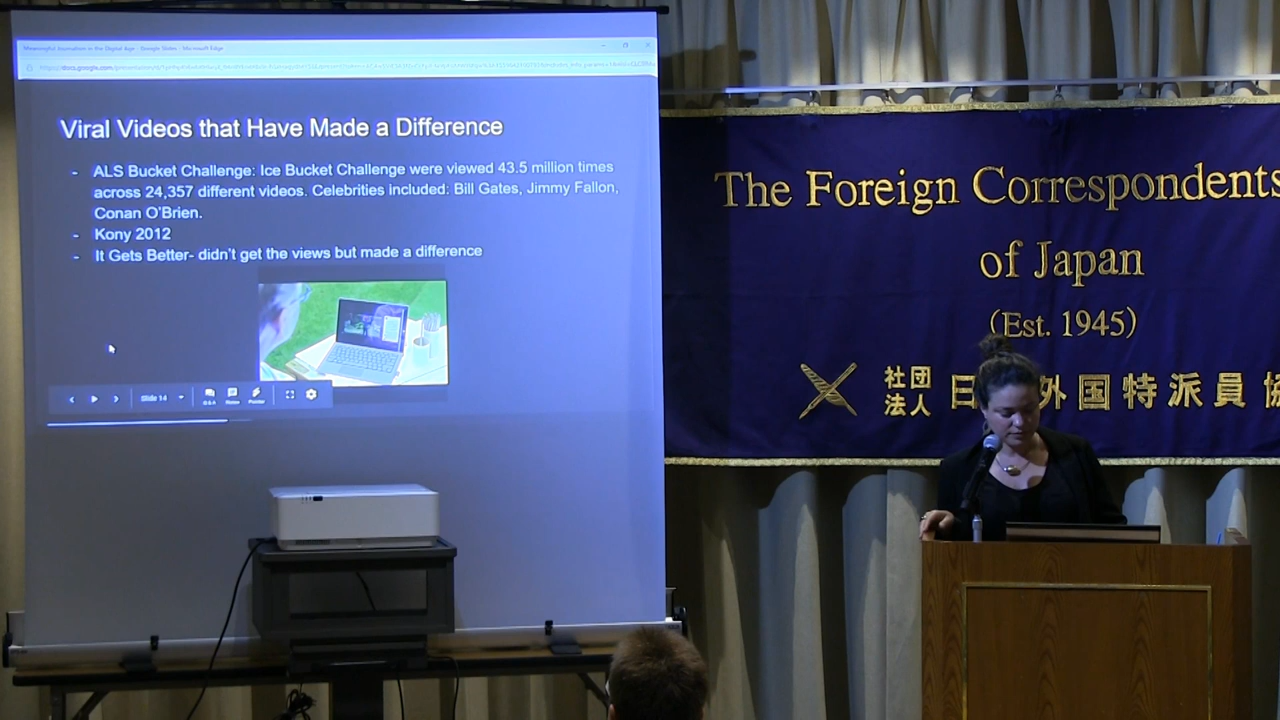 Meaningful Journalism in the Digital Age - Google Slides - Microsoft Edge
Viral Videos that Have Made a Difference
- ALS Bucket Challenge: Ice Bucket Challenge were viewed 43.5 million times
across 24,357 different videos. Celebrities included: Bill Gates, Jimmy Fallon,
Conan O'Brien.
- Kony 2012
- It Gets Better- didn't get the views but made a difference
Slide 14
Q&A
Notes
Pointer
The Foreign Correspondents
of Japan
(Est. 1945)
社団
法人
日 外国特派員協